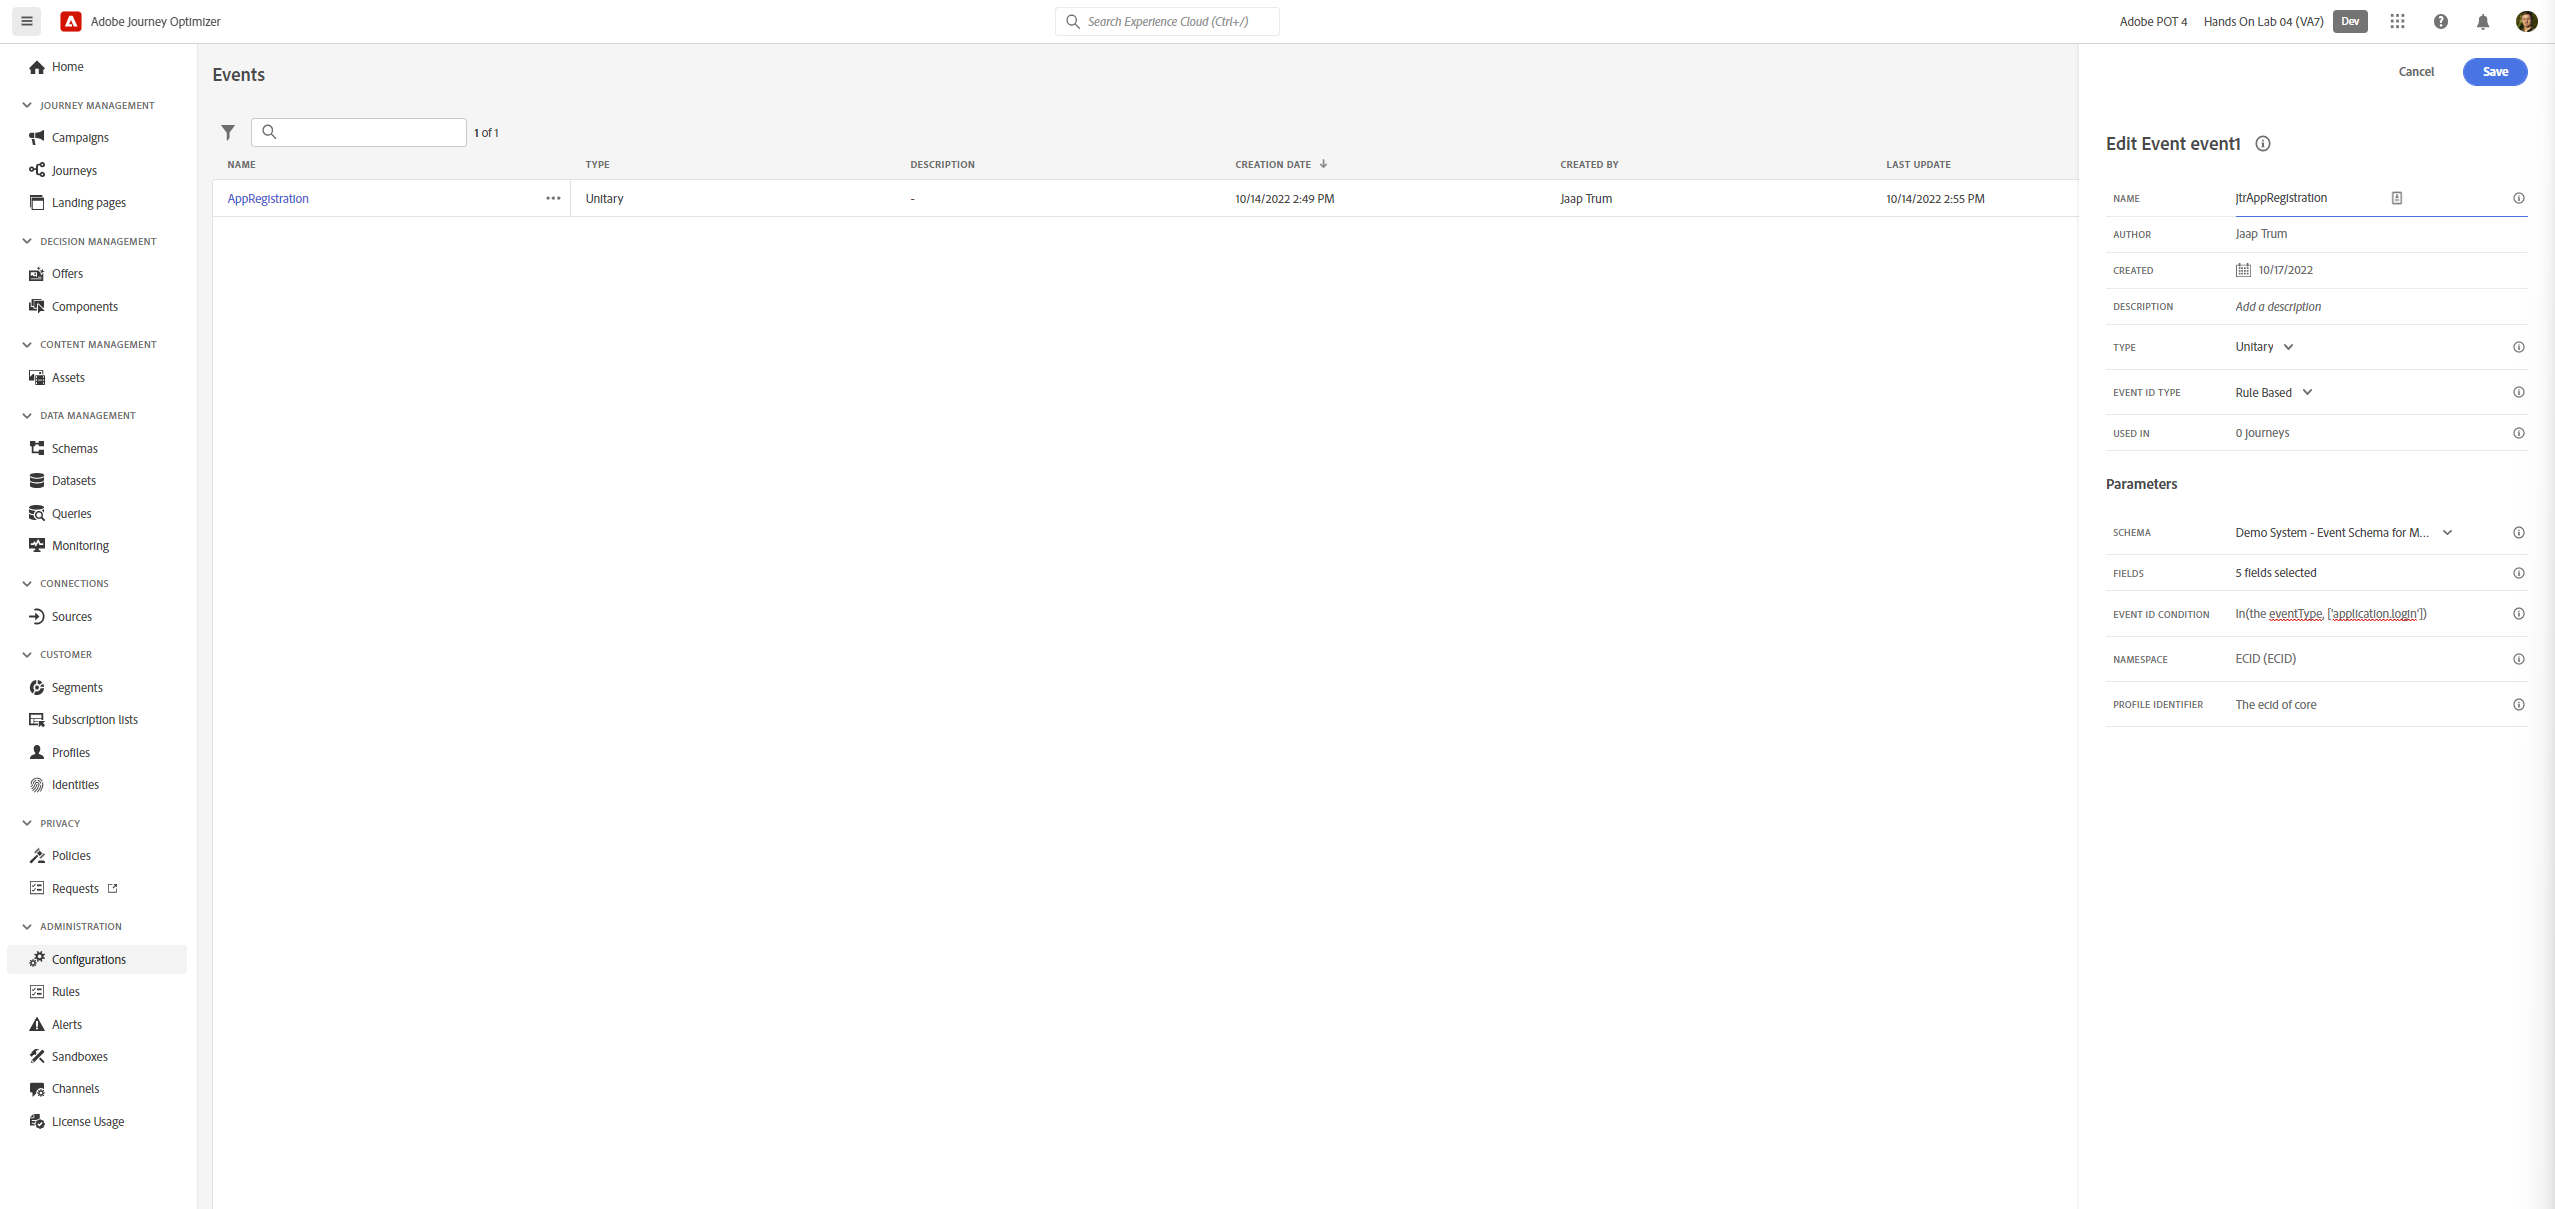 Adobe Journey Optimizer
Search Experience Cloud (Ctrl+/)
Adobe POT 4
Hands On Lab 04 (VA7)
Dev
Home
JOURNEY MANAGEMENT
Campaigns
Journeys
Landing pages
DECISION MANAGEMENT
Offers
Components
CONTENT MANAGEMENT
Assets
DATA MANAGEMENT
Schemas
Datasets
Queries
Monitoring
CONNECTIONS
Sources
CUSTOMER
Segments
Subscription lists
Profiles
Identities
PRIVACY
Policies
Requests
ADMINISTRATION
Configurations
Rules
Alerts
Sandboxes
Channels
License Usage
Events
1 of 1
NAME TYPE DESCRIPTION CREATION DATE CREATED BY LAST UPDATE
AppRegistration ••• Unitary - 10/14/2022 2:49 PM Jaap Trum 10/14/2022 2:55 PM
Cancel
Save
Edit Event event1
NAME jtrAppRegistration
AUTHOR Jaap Trum
CREATED 10/17/2022
DESCRIPTION Add a description
TYPE Unitary
EVENT ID TYPE Rule Based
USED IN 0 journeys
Parameters
SCHEMA Demo System - Event Schema for M...
FIELDS 5 fields selected
EVENT ID CONDITION in(the eventType, ['application.login'])
NAMESPACE ECID (ECID)
PROFILE IDENTIFIER The ecid of core